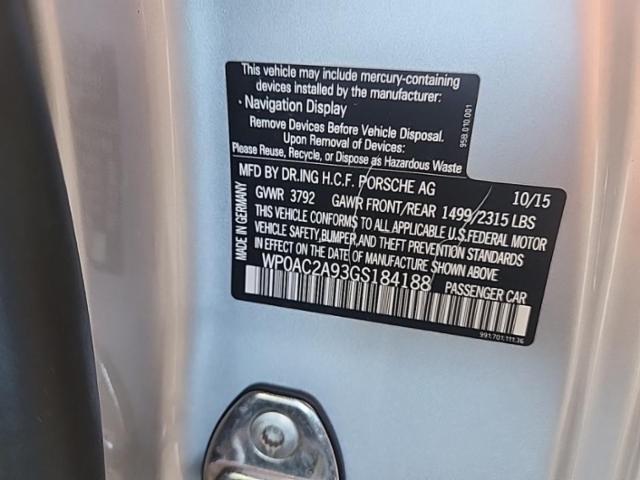 This vehicle may include mercury-containing
devices installed by the manufacturer:
• Navigation Display
Remove Devices Before Vehicle Disposal.
Upon Removal of Devices:
Please Reuse, Recycle, or Dispose as Hazardous Waste
958.010.001
MFD BY DR.ING H.C.F. PORSCHE AG 10/15
GVWR 3792 GAWR FRONT/REAR 1499/2315 LBS
THIS VEHICLE CONFORMS TO ALL APPLICABLE U.S.FEDERAL MOTOR
VEHICLE SAFETY,BUMPER,AND THEFT PREVENTION STANDARDS
IN EFFECT ON THE DATE OF MANUFACTURE SHOWN ABOVE
WP0AC2A93GS184188 PASSENGER CAR
MADE IN GERMANY
991.701.111.76